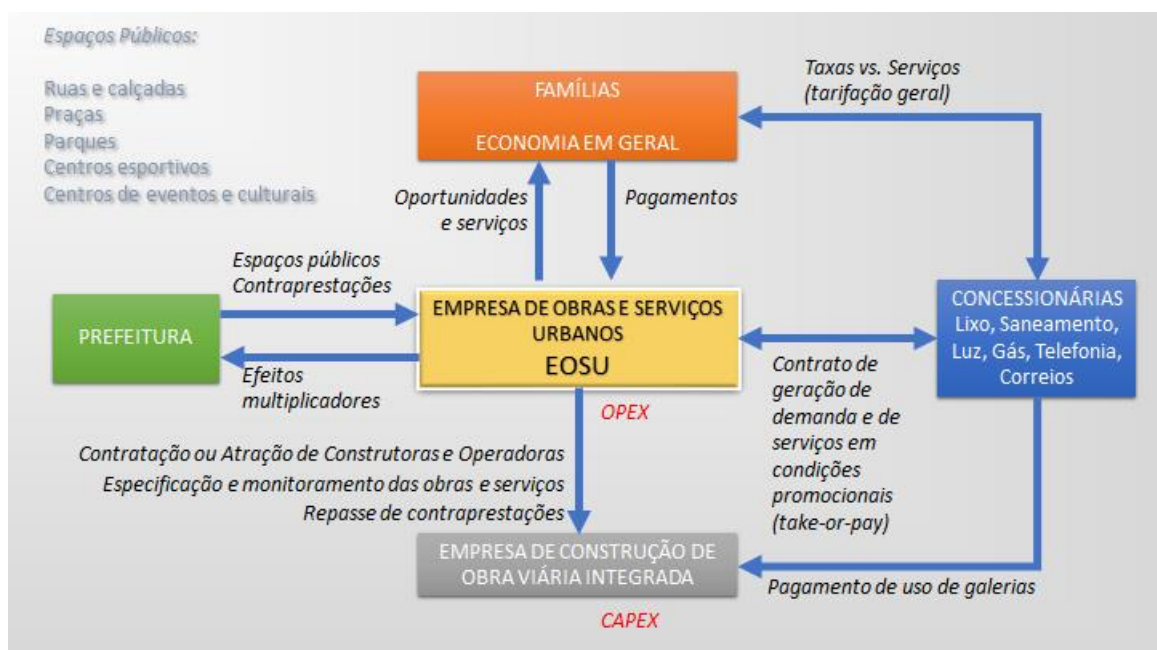 Espaços Públicos:
Ruas e calçadas
Praças
Parques
Centros esportivos
Centros de eventos e culturais
FAMÍLIAS
ECONOMIA EM GERAL
Taxas vs. Serviços
(tarifação geral)
Oportunidades
e serviços
Pagamentos
Espaços públicos
Contraprestações
PREFEITURA
Efeitos
multiplicadores
EMPRESA DE OBRAS E SERVIÇOS
URBANOS
EOSU
OPEX
CONCESSIONÁRIAS
Lixo, Saneamento,
Luz, Gás, Telefonia,
Correios
Contrato de
geração de
demanda e de
serviços em
condições
promocionais
(take-or-pay)
Contratação ou Atração de Construtoras e Operadoras
Especificação e monitoramento das obras e serviços
Repasse de contraprestações
EMPRESA DE CONSTRUÇÃO DE
OBRA VIÁRIA INTEGRADA
CAPEX
Pagamento de uso de galerias